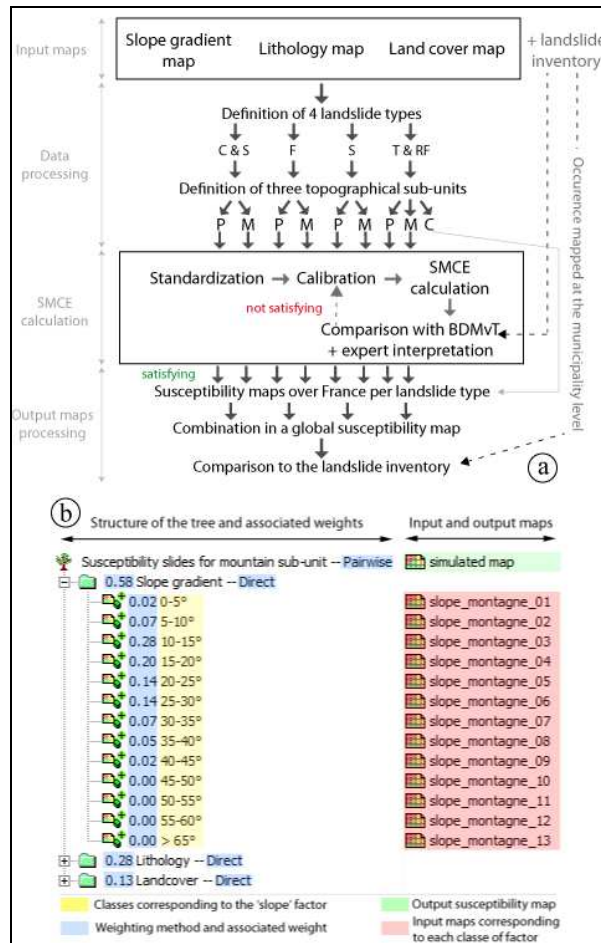 Input maps
Slope gradient map
Lithology map
Land cover map
+ landslide inventory
Data processing
Definition of 4 landslide types
C & S F S T & RF
Definition of three topographical sub-units
P M P M P M P M C
Occurence mapped at the municipality level
SMCE calculation
Standardization
Calibration
SMCE calculation
not satisfying
Comparison with BDMvT
+ expert interpretation
satisfying
Output maps processing
Susceptibility maps over France per landslide type
Combination in a global susceptibility map
Comparison to the landslide inventory
a
b
Structure of the tree and associated weights
Input and output maps
Susceptibility slides for mountain sub-unit -- Pairwise simulated map
0.58 Slope gradient -- Direct
0.02 0-5° slope_montagne_01
0.07 5-10° slope_montagne_02
0.28 10-15° slope_montagne_03
0.20 15-20° slope_montagne_04
0.14 20-25° slope_montagne_05
0.14 25-30° slope_montagne_06
0.07 30-35° slope_montagne_07
0.05 35-40° slope_montagne_08
0.02 40-45° slope_montagne_09
0.00 45-50° slope_montagne_10
0.00 50-55° slope_montagne_11
0.00 55-60° slope_montagne_12
0.00 > 65° slope_montagne_13
0.28 Lithology -- Direct
0.13 Landcover -- Direct
Classes corresponding to the 'slope' factor
Output susceptibility map
Weighting method and associated weight
Input maps corresponding
to each classe of factor